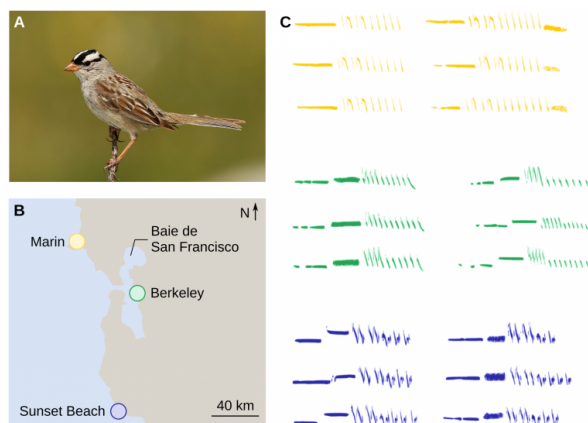 A
C
B
N
Baie de
San Francisco
Marin
Berkeley
Sunset Beach
40 km